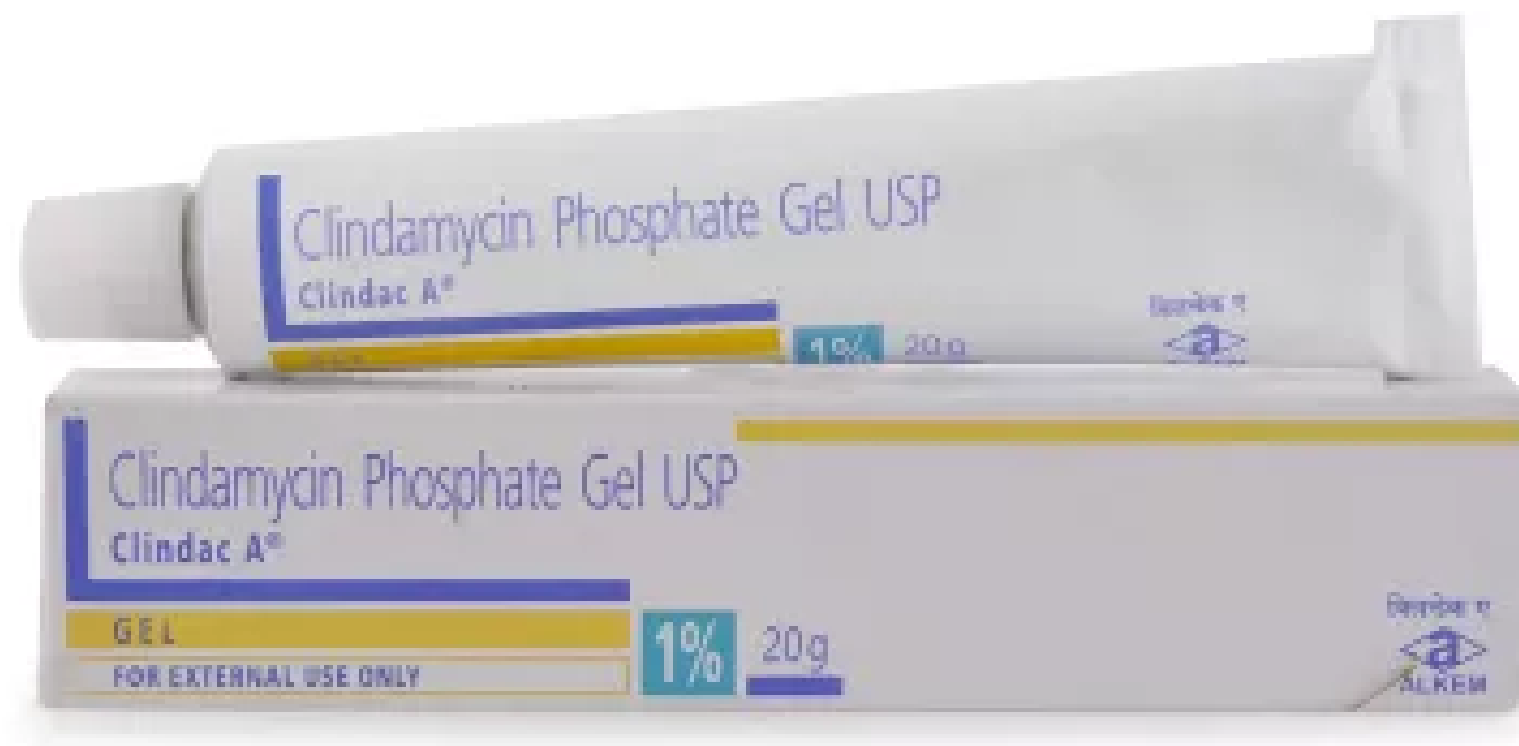 Clindamycin Phosphate Gel USP
Clindac A®
1% 20g
a
Clindamycin Phosphate Gel USP
Clindac A®
GEL
1% 20g
FOR EXTERNAL USE ONLY
a
ALKEM